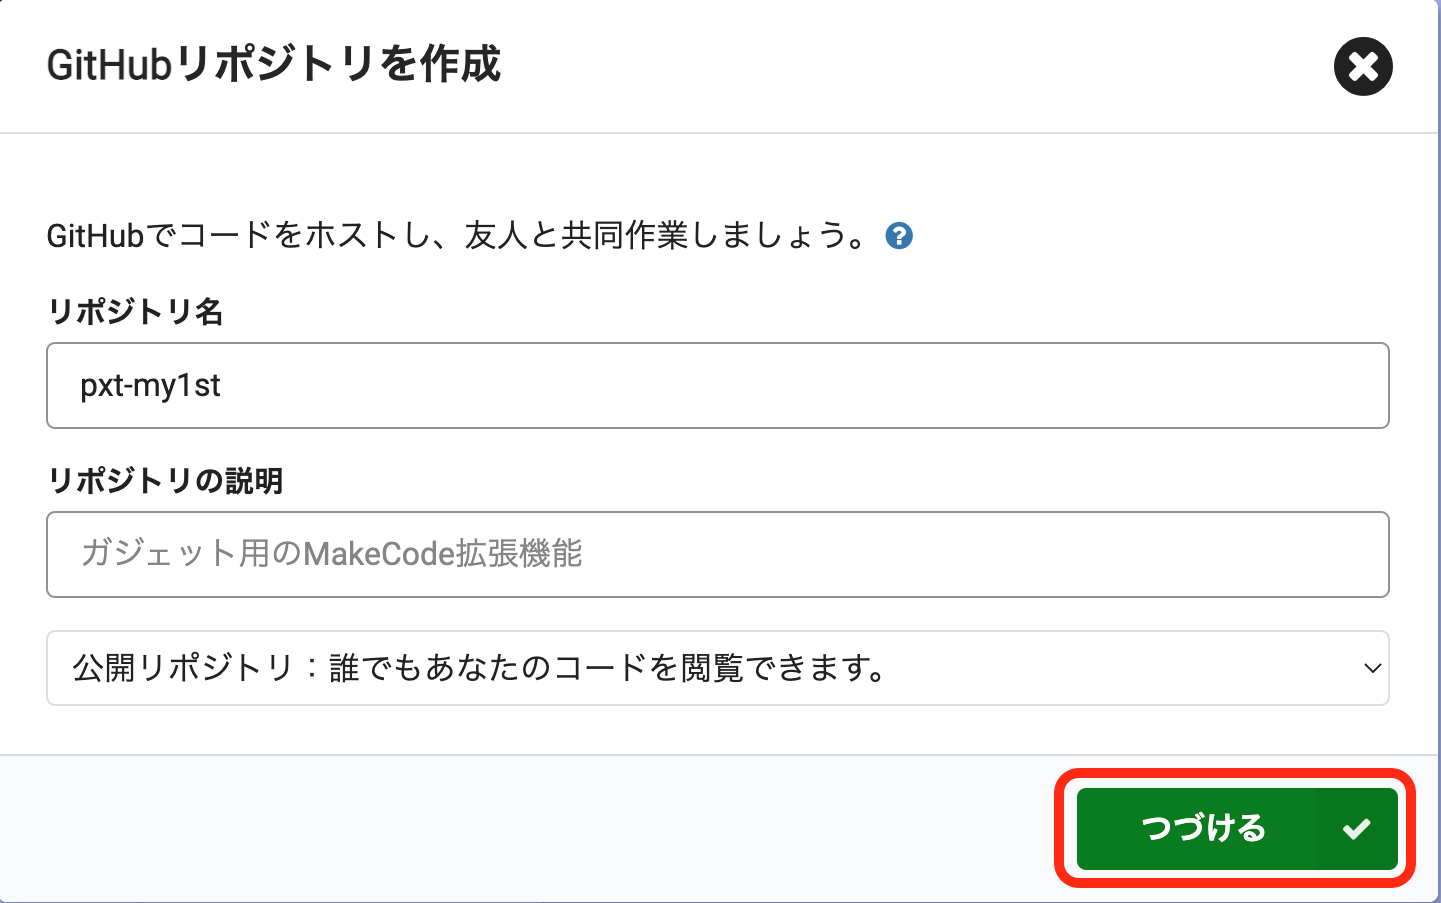 GitHubリポジトリを作成
GitHubでコードをホストし、友人と共同作業しましょう。
リポジトリ名
pxt-my1st
リポジトリの説明
ガジェット用のMakeCode拡張機能
公開リポジトリ：誰でもあなたのコードを閲覧できます。
つづける